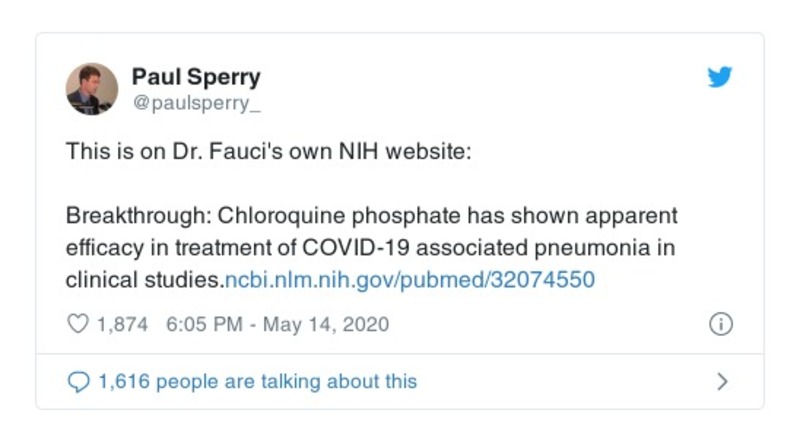 Paul Sperry
@paulsperry_
This is on Dr. Fauci's own NIH website:
Breakthrough: Chloroquine phosphate has shown apparent
efficacy in treatment of COVID-19 associated pneumonia in
clinical studies.ncbi.nlm.nih.gov/pubmed/32074550
1,874 6:05 PM - May 14, 2020
1,616 people are talking about this